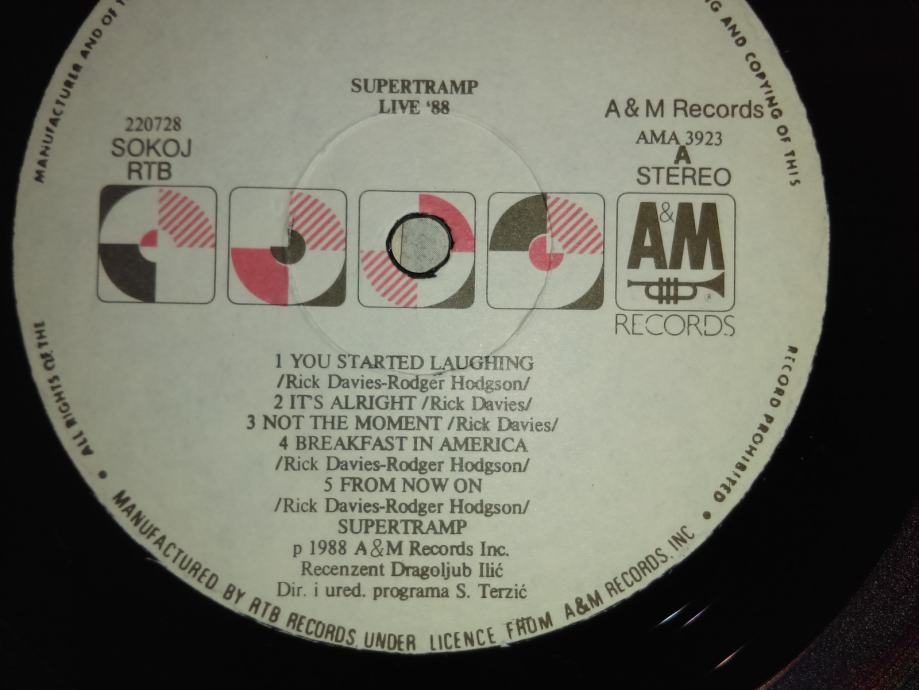 SUPERTRAMP
LIVE '88
220728
SOKOJ
RTB
A & M Records
AMA 3923
A
STEREO
A&M
RECORDS
1 YOU STARTED LAUGHING
/Rick Davies-Rodger Hodgson/
2 IT'S ALRIGHT /Rick Davies/
3 NOT THE MOMENT /Rick Davies/
4 BREAKFAST IN AMERICA
/Rick Davies-Rodger Hodgson/
5 FROM NOW ON
/Rick Davies-Rodger Hodgson/
SUPERTRAMP
p 1988 A&M Records Inc.
Recenzent Dragoljub Ilić
Dir. i ured. programa S. Terzić
• ALL RIGHTS OF THE
MANUFACTURER AND OF
AND COPYING OF THIS
RECORD PROHIBITED •
MANUFACTURED BY RTB RECORDS UNDER LICENCE FROM A&M RECORDS, INC